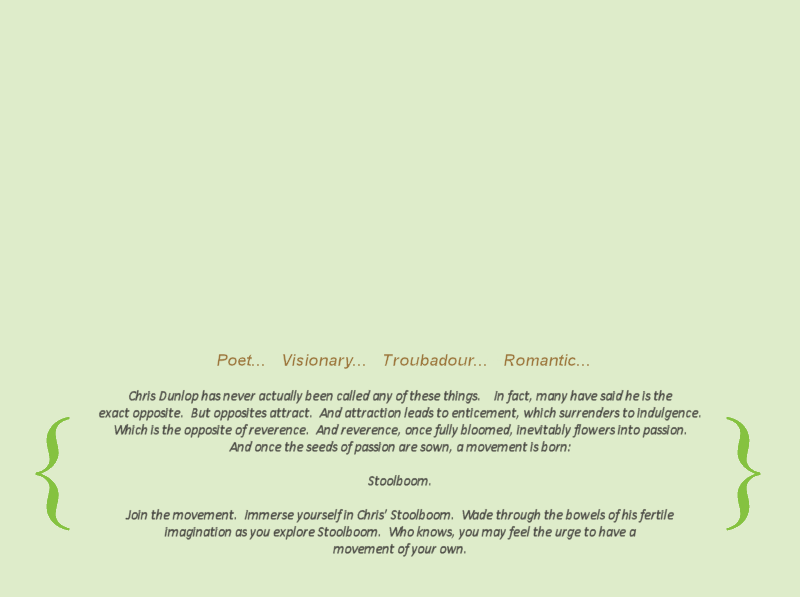 Poet... Visionary... Troubadour... Romantic...
Chris Dunlop has never actually been called any of these things. In fact, many have said he is the
exact opposite. But opposites attract. And attraction leads to enticement, which surrenders to indulgence.
Which is the opposite of reverence. And reverence, once fully bloomed, inevitably flowers into passion.
And once the seeds of passion are sown, a movement is born:
Stoolboom.
Join the movement. Immerse yourself in Chris' Stoolboom. Wade through the bowels of his fertile
imagination as you explore Stoolboom. Who knows, you may feel the urge to have a
movement of your own.